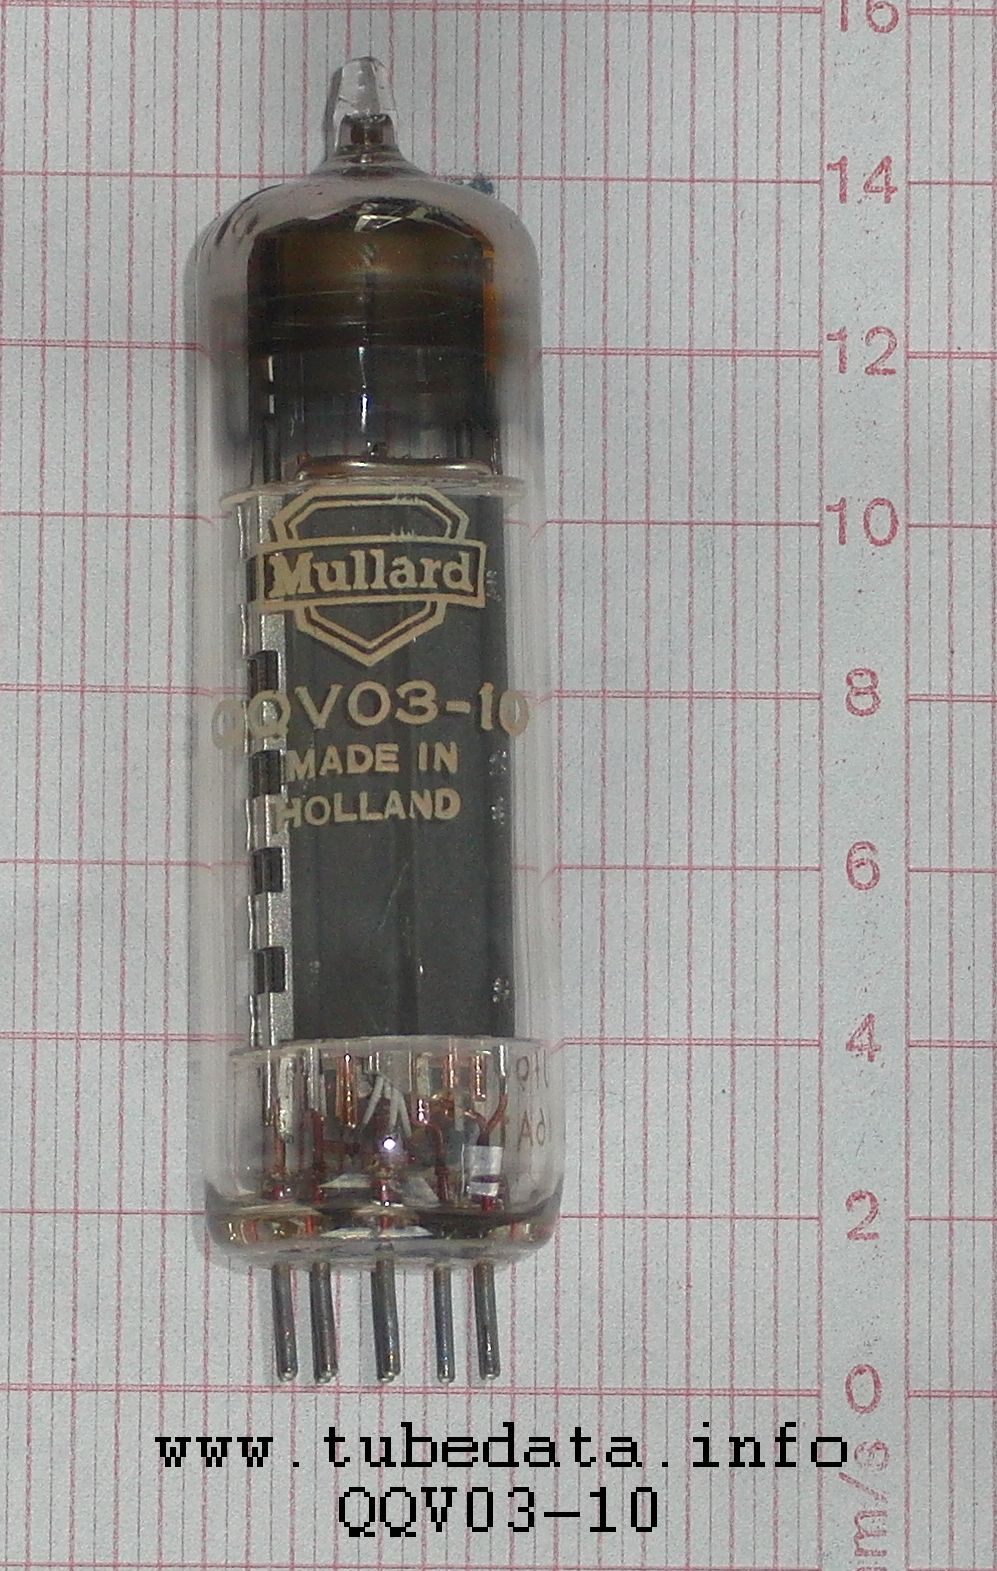 16
14
12
10
8
6
4
2
0
Mullard
QQV03-10
MADE IN
HOLLAND
www.tubedata.info
QQV03-10